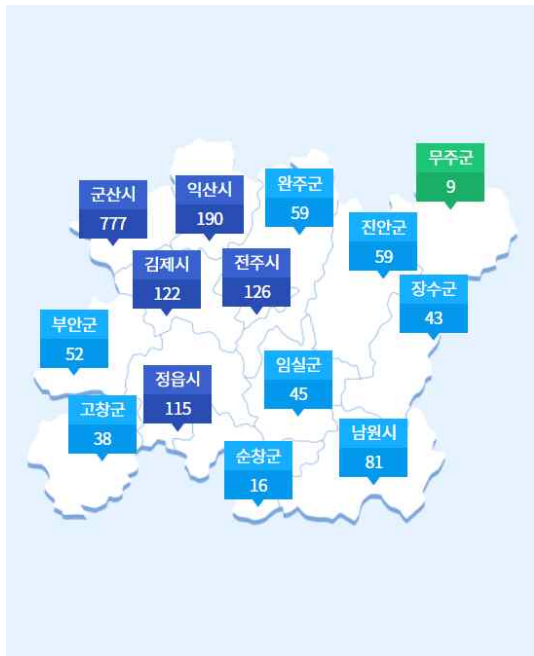 무주군
9
군산시
777
익산시
190
완주군
59
진안군
59
김제시
122
전주시
126
장수군
43
부안군
52
정읍시
115
임실군
45
고창군
38
남원시
81
순창군
16